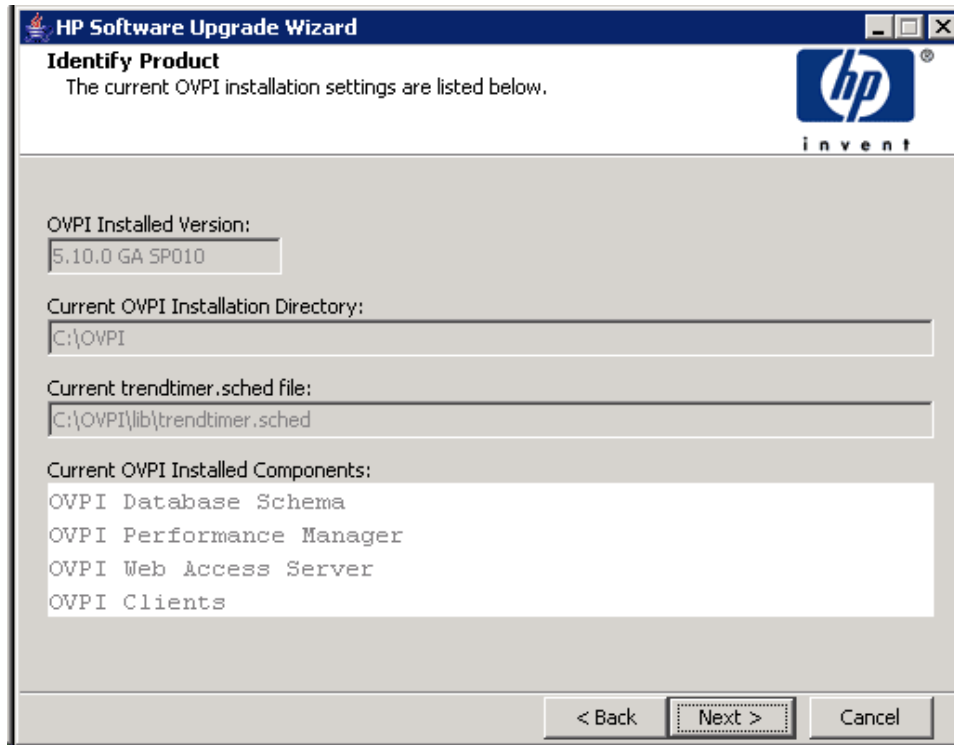 HP Software Upgrade Wizard
Identify Product
The current OVPI installation settings are listed below.
hp ®
invent
OVPI Installed Version:
5.10.0 GA SP010
Current OVPI Installation Directory:
C:\OVPI
Current trendtimer.sched file:
C:\OVPI\lib\trendtimer.sched
Current OVPI Installed Components:
OVPI Database Schema
OVPI Performance Manager
OVPI Web Access Server
OVPI Clients
< Back Next > Cancel